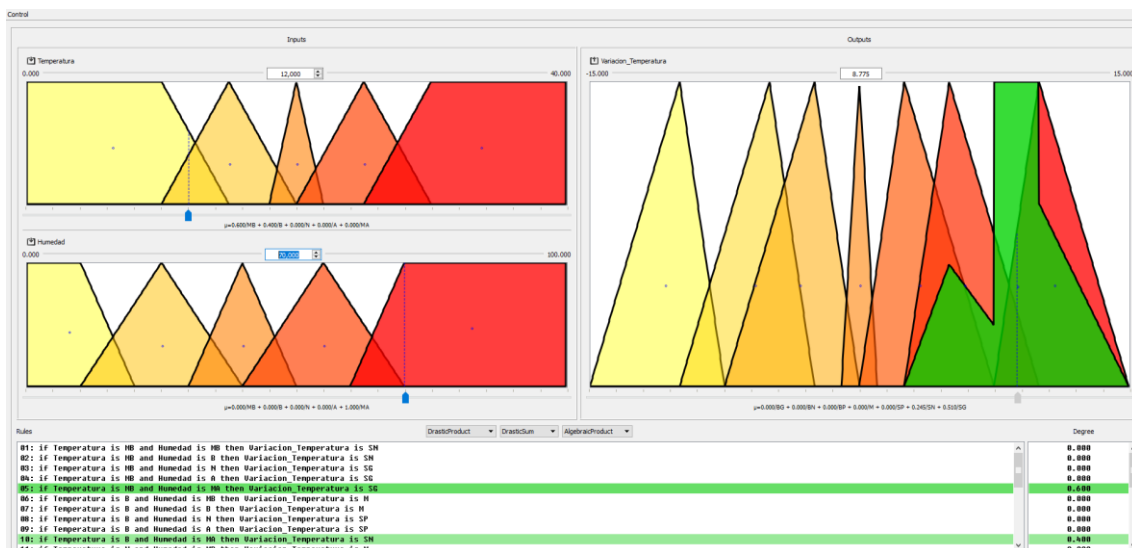 Control
Inputs
Outputs
Temperatura
0.000 12,000 40.000
μ=0.600/MB + 0.400/B + 0.000/N + 0.000/A + 0.000/MA
Humedad
0.000 70,000 100.000
μ=0.000/MB + 0.000/B + 0.000/N + 0.000/A + 1.000/MA
Variacion_Temperatura
-15.000 8.775 15.000
μ=0.000/BG + 0.000/BN + 0.000/BP + 0.000/M + 0.000/SP + 0.245/SN + 0.510/SG
Rules DrasticProduct DrasticSum AlgebraicProduct Degree
01: if Temperatura is MB and Humedad is MB then Variacion_Temperatura is SN 0.000
02: if Temperatura is MB and Humedad is B then Variacion_Temperatura is SN 0.000
03: if Temperatura is MB and Humedad is N then Variacion_Temperatura is SG 0.000
04: if Temperatura is MB and Humedad is A then Variacion_Temperatura is SG 0.000
05: if Temperatura is MB and Humedad is MA then Variacion_Temperatura is SG 0.600
06: if Temperatura is B and Humedad is MB then Variacion_Temperatura is M 0.000
07: if Temperatura is B and Humedad is B then Variacion_Temperatura is M 0.000
08: if Temperatura is B and Humedad is N then Variacion_Temperatura is SP 0.000
09: if Temperatura is B and Humedad is A then Variacion_Temperatura is SP 0.000
10: if Temperatura is B and Humedad is MA then Variacion_Temperatura is SN 0.400